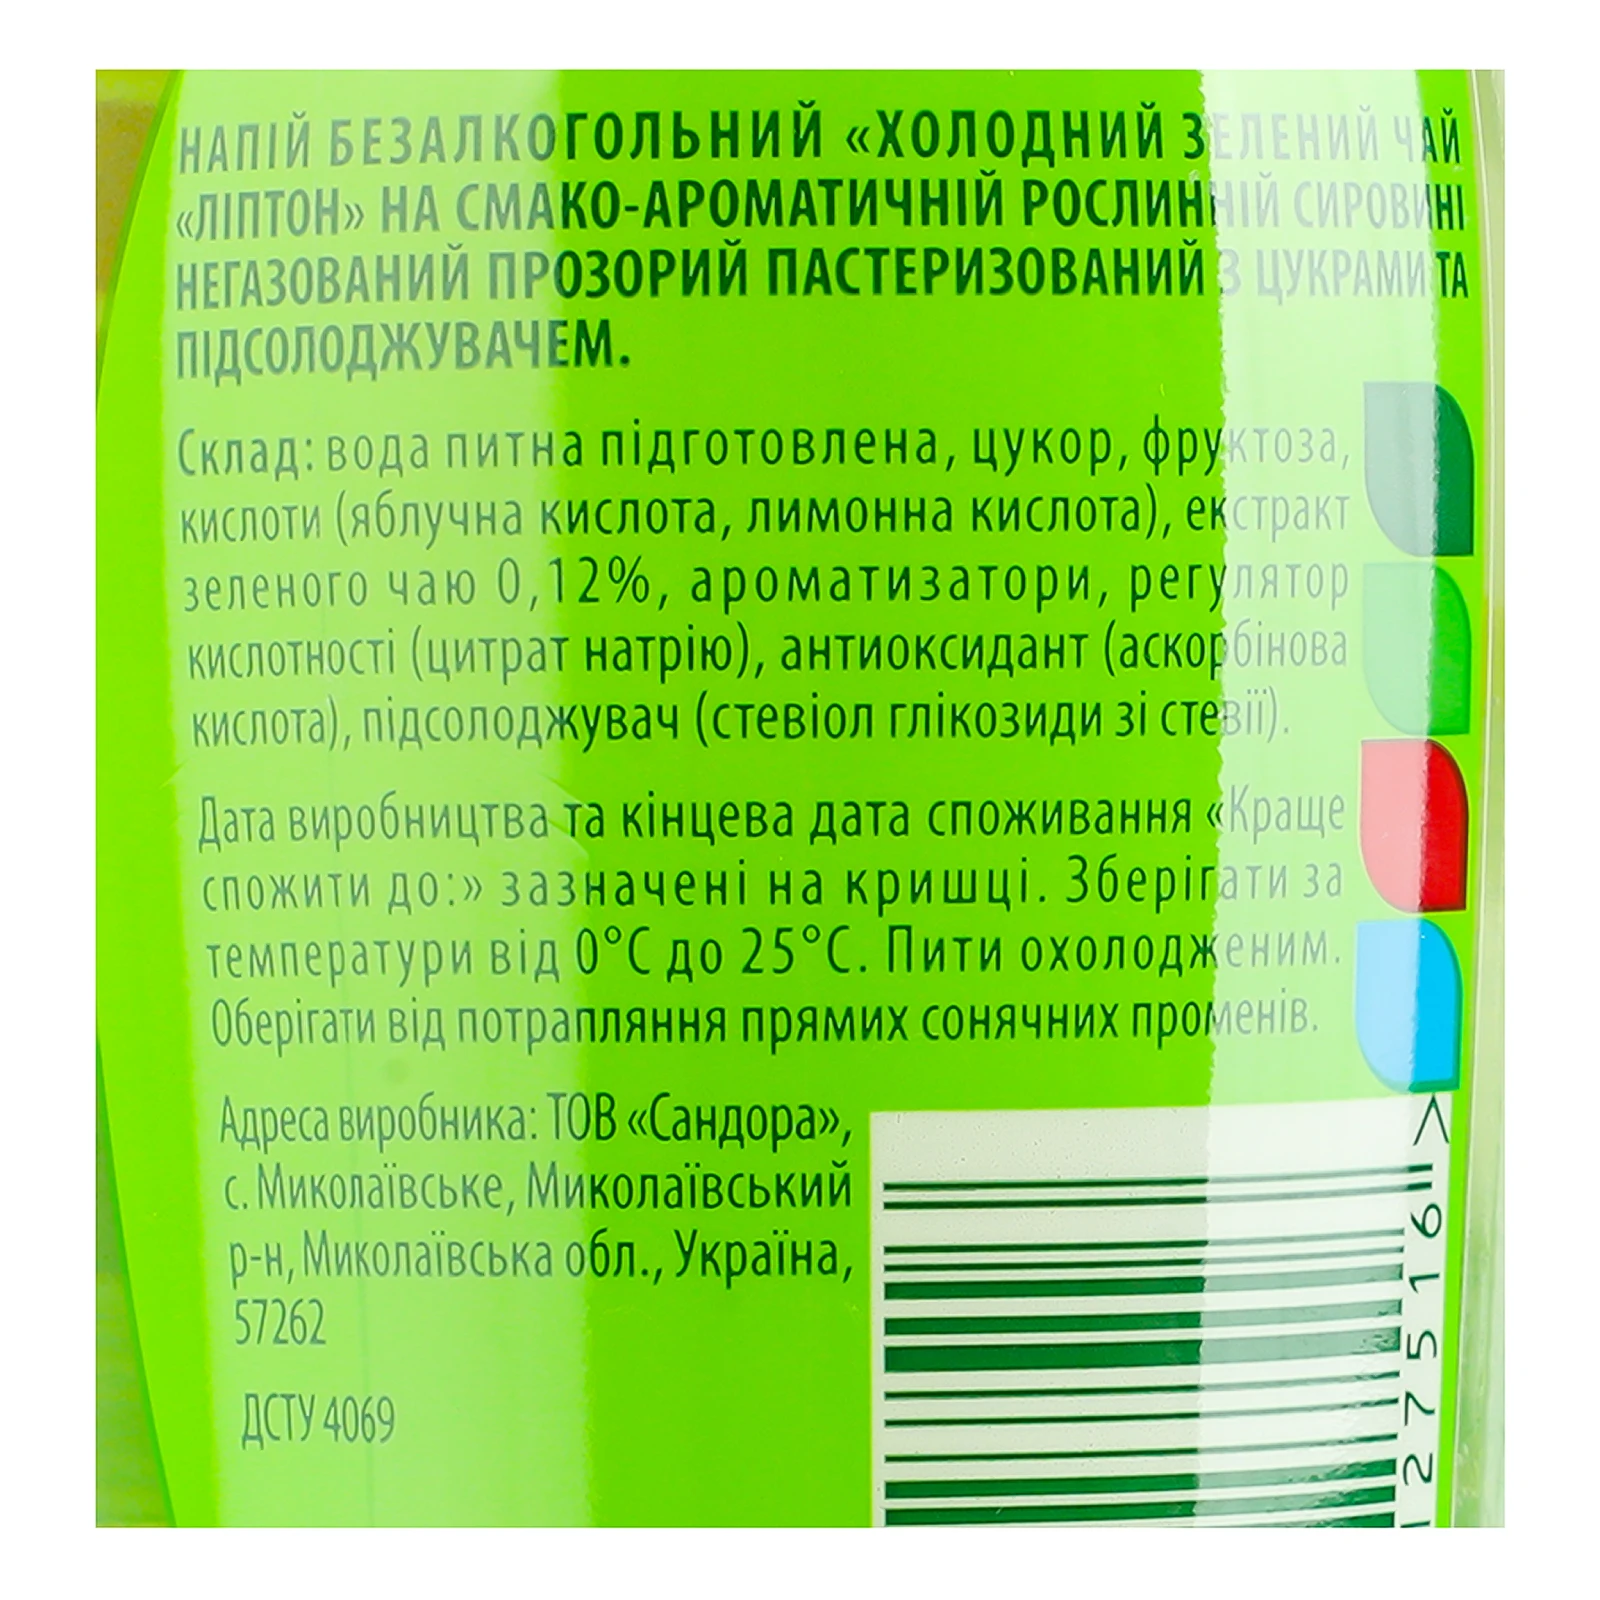 НАПІЙ БЕЗАЛКОГОЛЬНИЙ «ХОЛОДНИЙ ЗЕЛЕНИЙ ЧАЙ
«ЛІПТОН» НА СМАКО-АРОМАТИЧНІЙ РОСЛИННІЙ СИРОВИНІ
НЕГАЗОВАНИЙ ПРОЗОРИЙ ПАСТЕРИЗОВАНИЙ З ЦУКРАМИ ТА
ПІДСОЛОДЖУВАЧЕМ.
Склад: вода питна підготовлена, цукор, фруктоза,
кислоти (яблучна кислота, лимонна кислота), екстракт
зеленого чаю 0,12%, ароматизатори, регулятор
кислотності (цитрат натрію), антиоксидант (аскорбінова
кислота), підсолоджувач (стевіол глікозиди зі стевії).
Дата виробництва та кінцева дата споживання «Краще
спожити до:» зазначені на кришці. Зберігати за
температури від 0°C до 25°C. Пити охолодженим.
Оберігати від потрапляння прямих сонячних променів.
Адреса виробника: ТОВ «Сандора»,
с. Миколаївське, Миколаївський
р-н, Миколаївська обл., Україна,
57262
ДСТУ 4069
127516 >